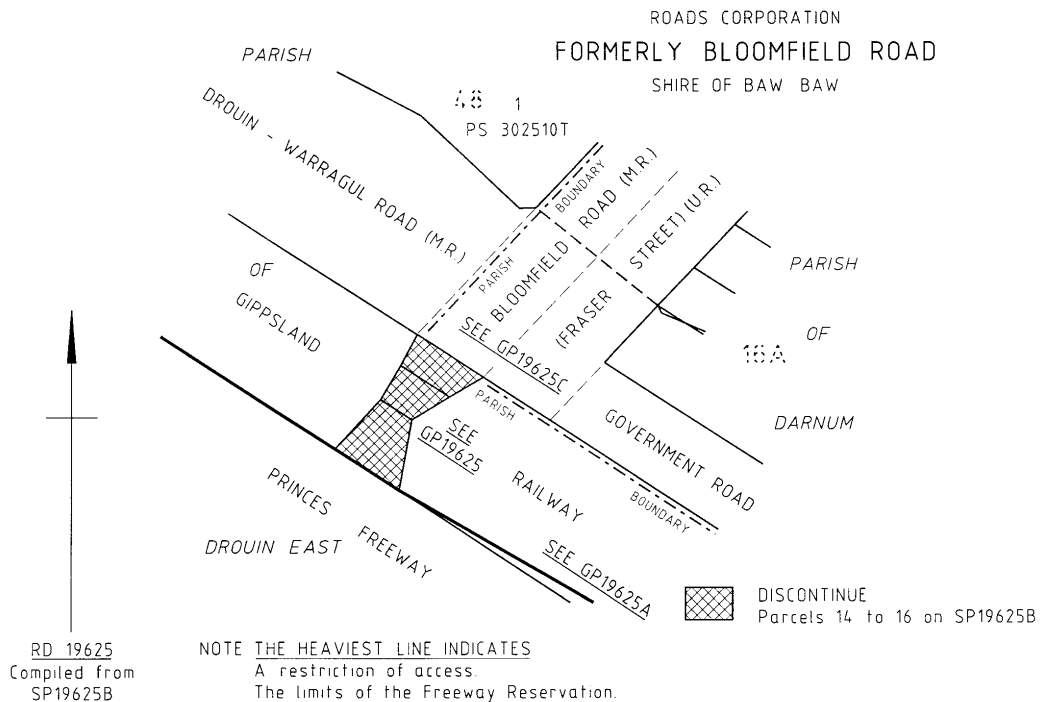 ROADS CORPORATION
FORMERLY BLOOMFIELD ROAD
SHIRE OF BAW BAW
PARISH
48 1
PS 302510T
DROUIN - WARRAGUL ROAD (M.R.)
PARISH
BOUNDARY
BLOOMFIELD ROAD (M.R.)
(FRASER STREET) (U.R.)
SEE GP19625C
PARISH
OF
16A
DARNUM
OF
GIPPSLAND
PARISH
BOUNDARY
GOVERNMENT ROAD
SEE
GP19625
RAILWAY
SEE GP19625A
PRINCES FREEWAY
DROUIN EAST
DISCONTINUE
Parcels 14 to 16 on SP19625B
RD 19625
Compiled from
SP19625B
NOTE THE HEAVIEST LINE INDICATES
A restriction of access.
The limits of the Freeway Reservation.